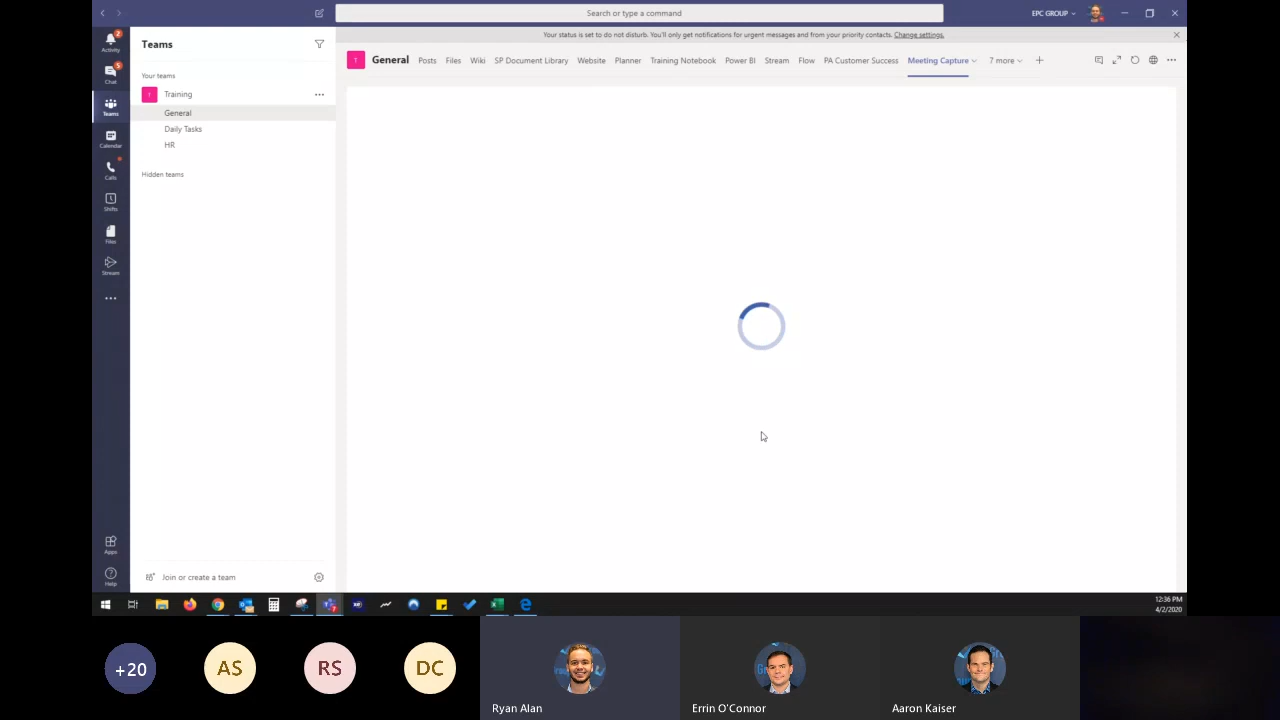 Search or type a command
EPC GROUP
Your status is set to do not disturb. You'll only get notifications for urgent messages and from your priority contacts. Change settings.
2
Activity
5
Chat
Teams
Calendar
Calls
Shifts
Files
Stream
Apps
Help
Teams
Your teams
T Training
General
Daily Tasks
HR
Hidden teams
Join or create a team
T General Posts Files Wiki SP Document Library Website Planner Training Notebook Power BI Stream Flow PA Customer Success Meeting Capture 7 more
12:36 PM
4/2/2020
+20 AS RS DC
Ryan Alan Errin O'Connor Aaron Kaiser